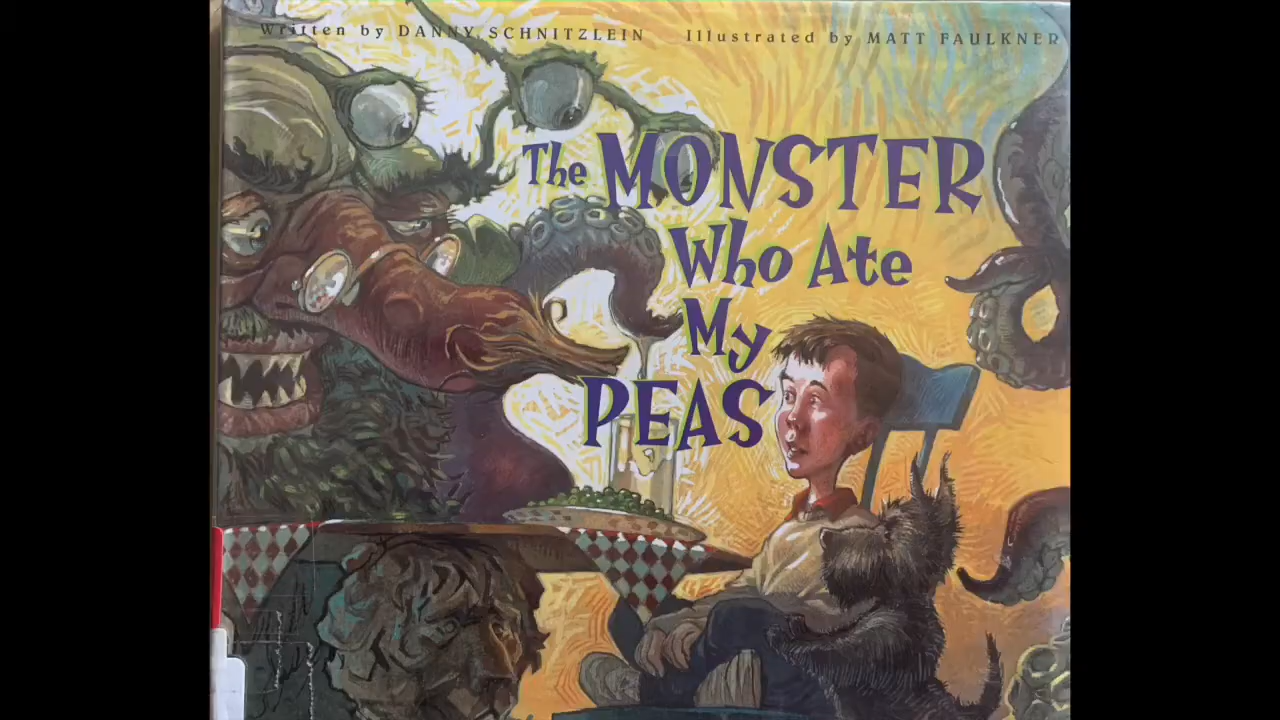 Written by DANNY SCHNITZLEIN Illustrated by MATT FAULKNER
The MONSTER
Who Ate
My
PEAS